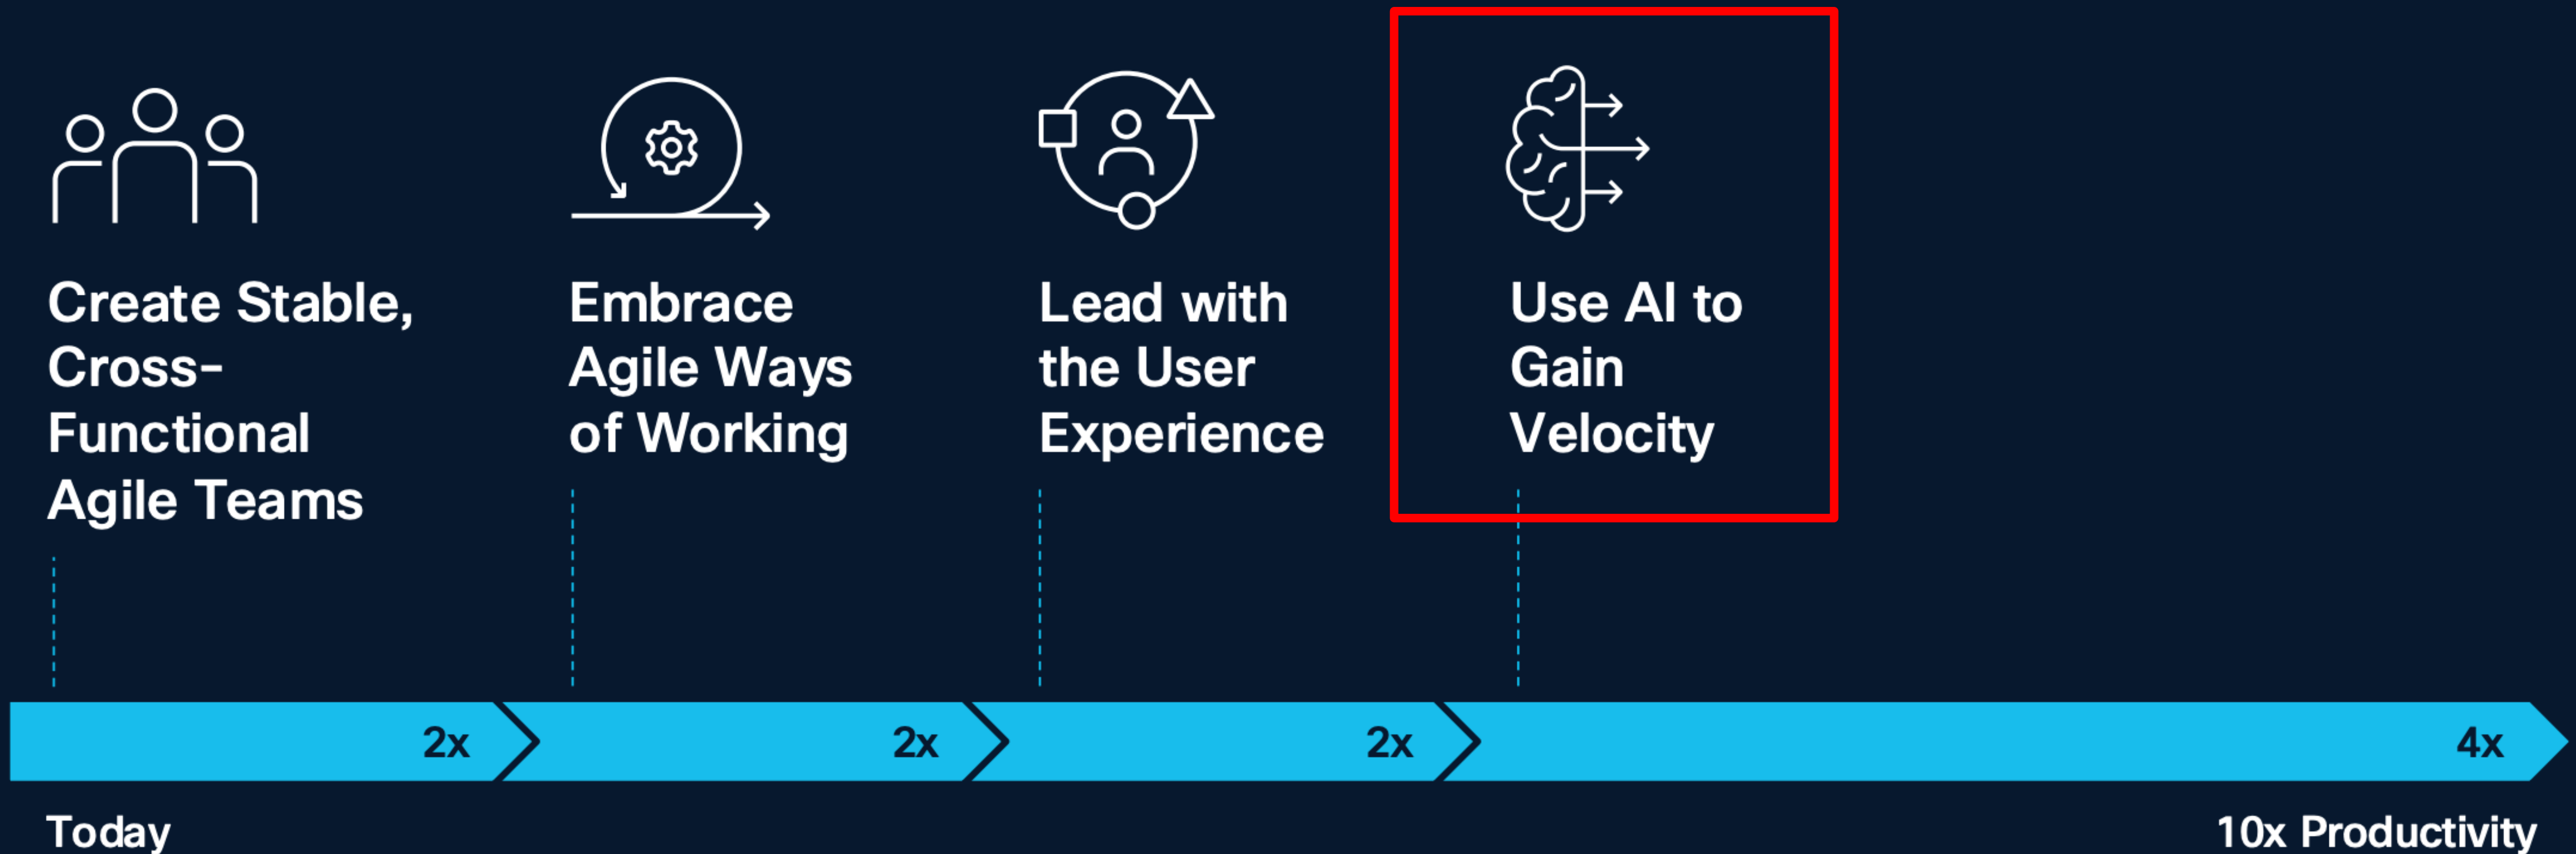 Create Stable,
Cross-
Functional
Agile Teams
Embrace
Agile Ways
of Working
Lead with
the User
Experience
Use AI to
Gain
Velocity
2x
2x
2x
4x
Today
10x Productivity